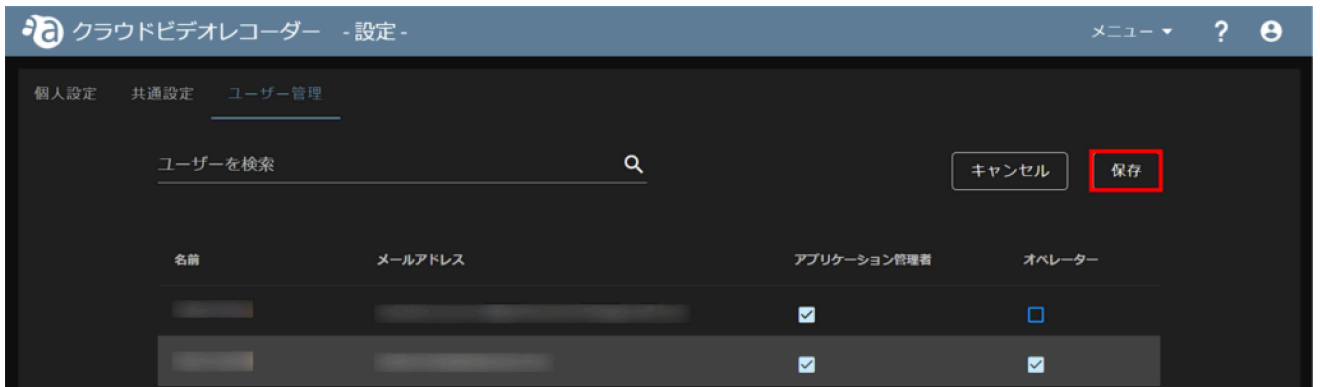 クラウドビデオレコーダー - 設定 -
メニュー ?
個人設定 共通設定 ユーザー管理
ユーザーを検索
キャンセル 保存
名前 メールアドレス アプリケーション管理者 オペレーター